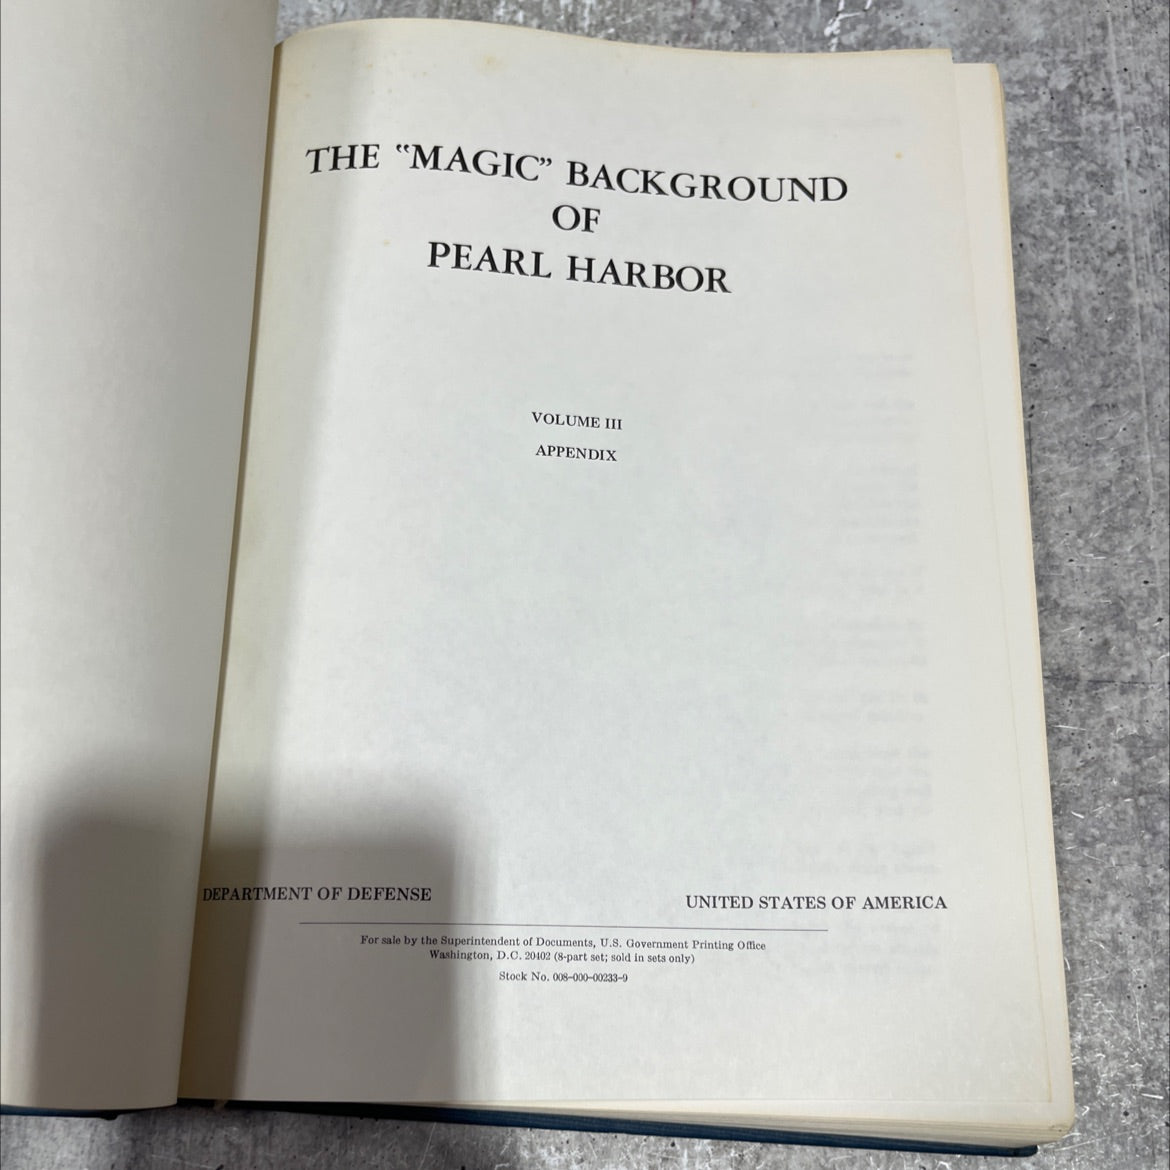 THE "MAGIC" BACKGROUND
OF
PEARL HARBOR
VOLUME III
APPENDIX
DEPARTMENT OF DEFENSE UNITED STATES OF AMERICA
For sale by the Superintendent of Documents, U.S. Government Printing Office
Washington, D.C. 20402 (8-part set; sold in sets only)
Stock No. 008-000-00233-9